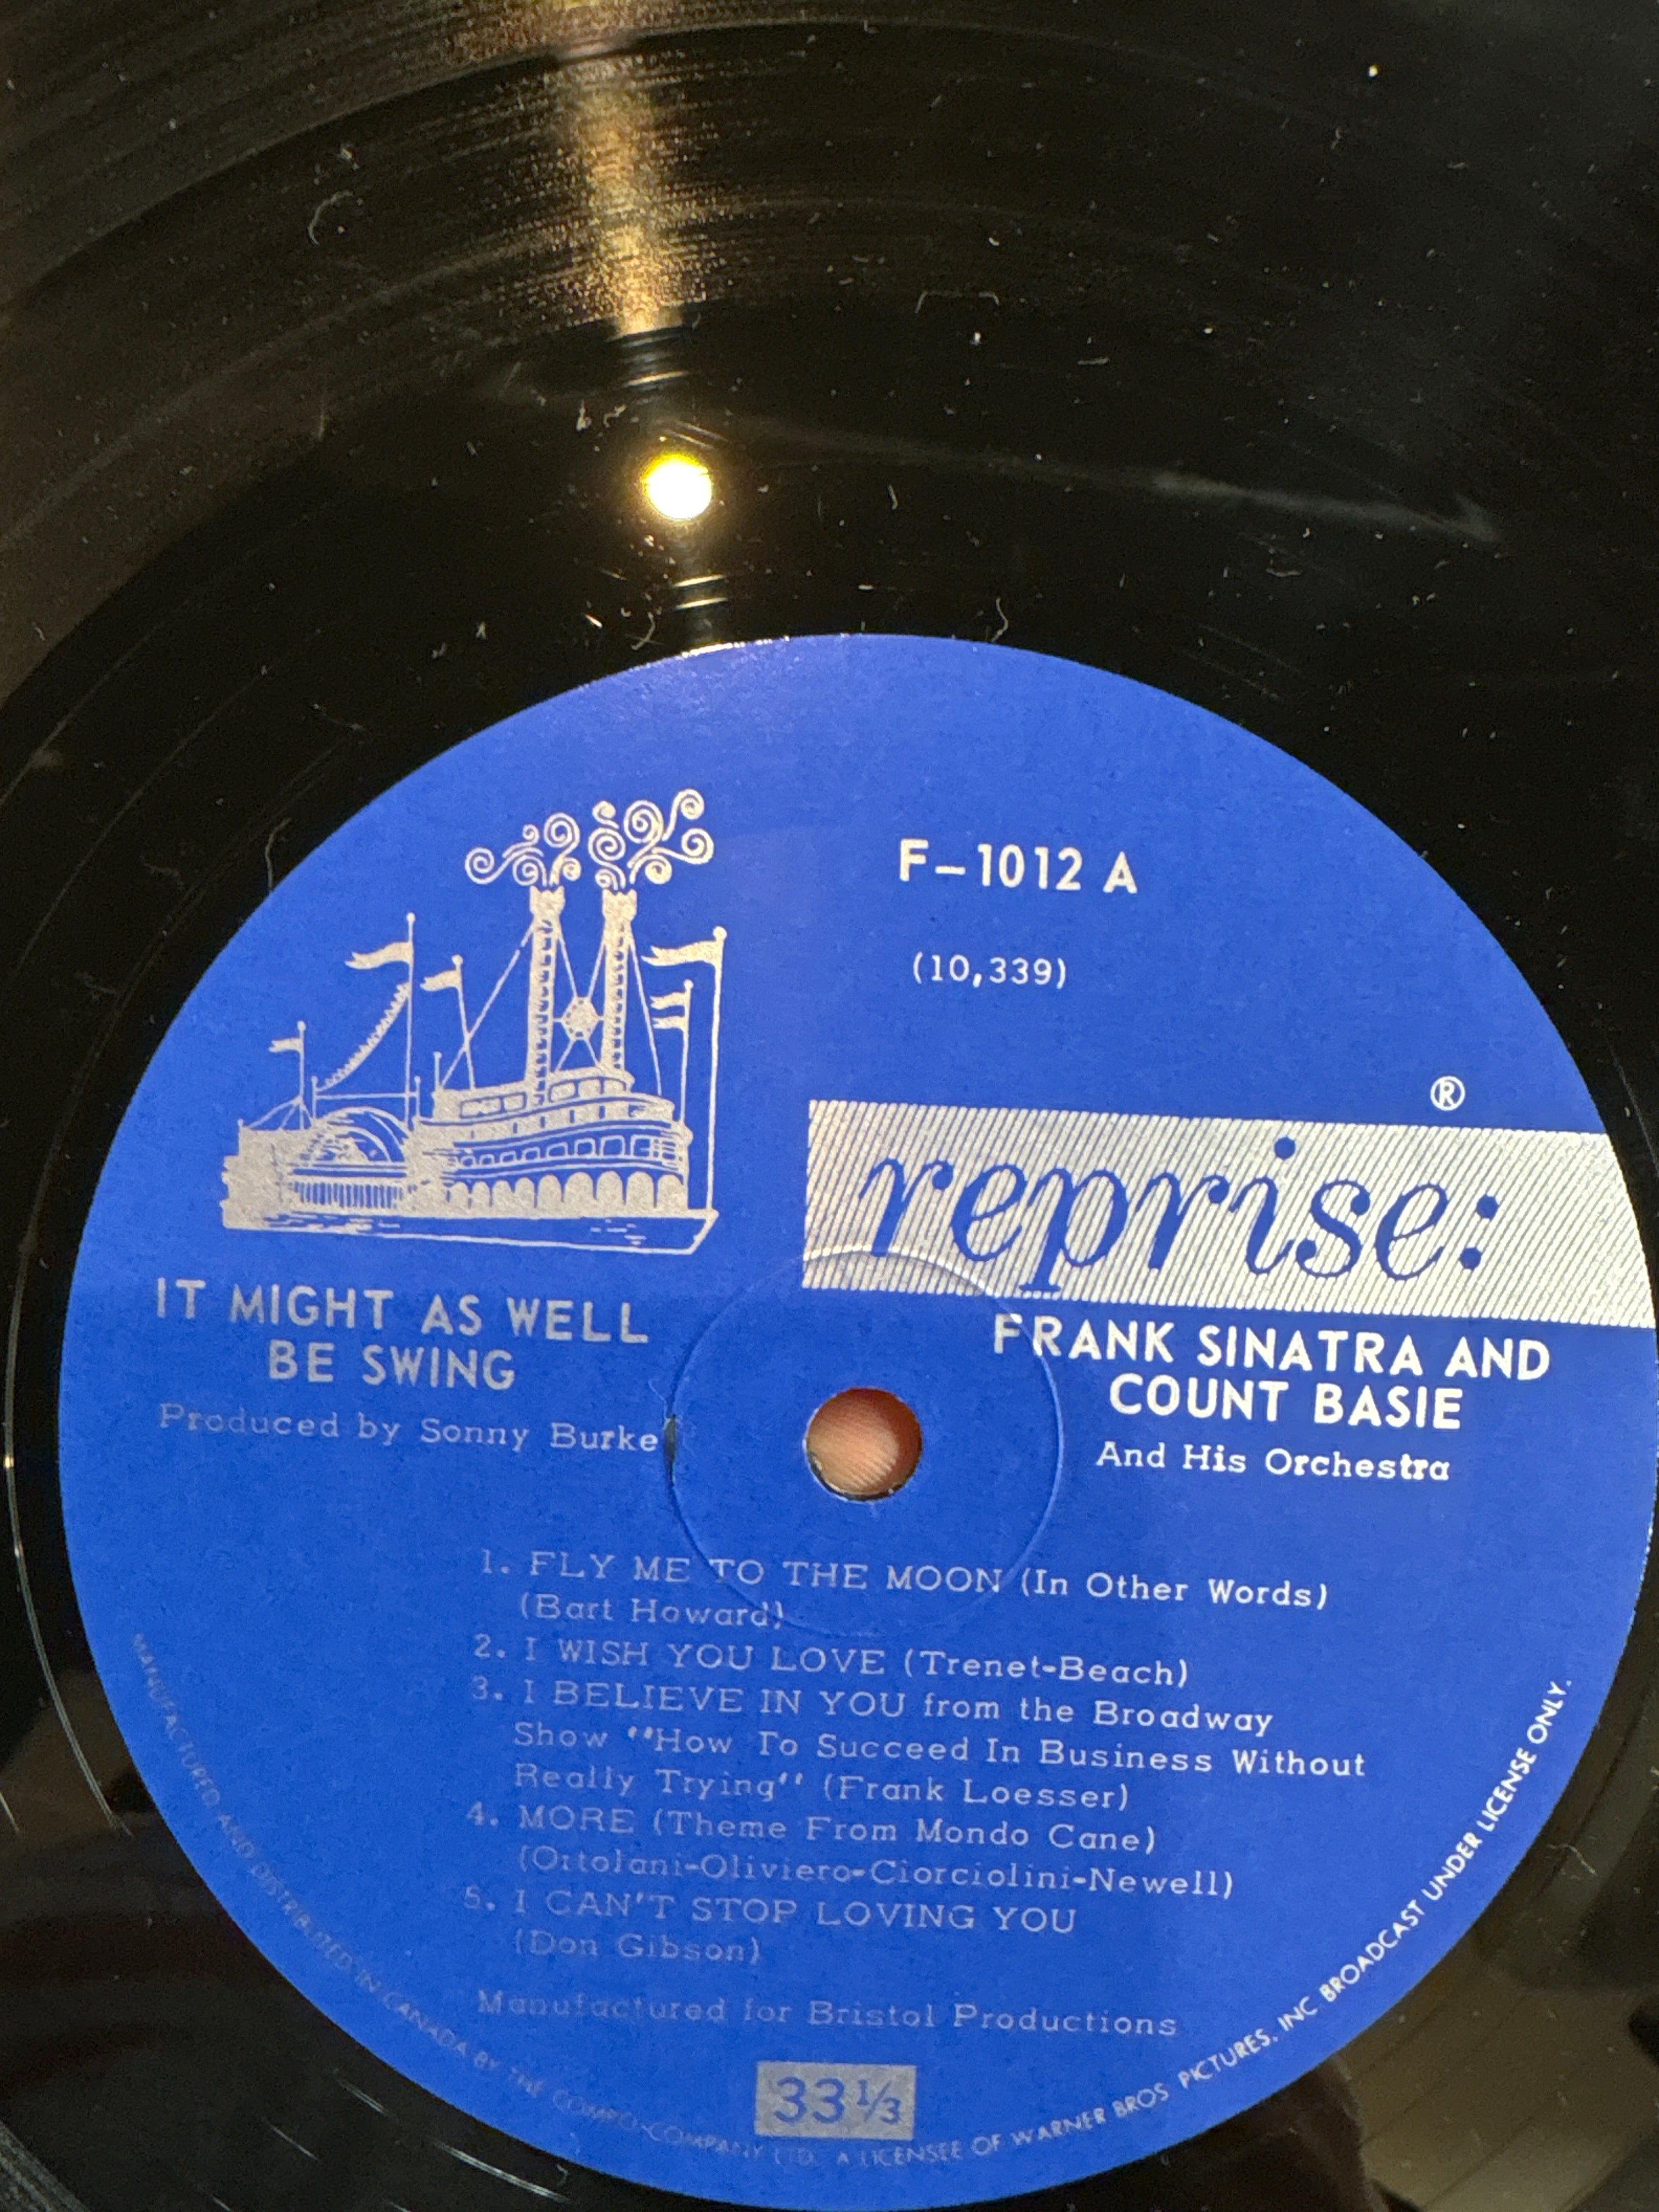 F-1012 A
(10,339)
®
reprise:
IT MIGHT AS WELL
BE SWING
Produced by Sonny Burke
FRANK SINATRA AND
COUNT BASIE
And His Orchestra
1. FLY ME TO THE MOON (In Other Words)
(Bart Howard)
2. I WISH YOU LOVE (Trenet-Beach)
3. I BELIEVE IN YOU from the Broadway
Show "How To Succeed In Business Without
Really Trying" (Frank Loesser)
4. MORE (Theme From Mondo Cane)
(Ortolani-Oliviero-Ciorciolini-Newell)
5. I CAN'T STOP LOVING YOU
(Don Gibson)
Manufactured for Bristol Productions
33 1/3
MANUFACTURED AND DISTRIBUTED IN CANADA BY THE COMPO COMPANY LTD. A LICENSEE OF WARNER BROS. PICTURES, INC. BROADCAST UNDER LICENSE ONLY.